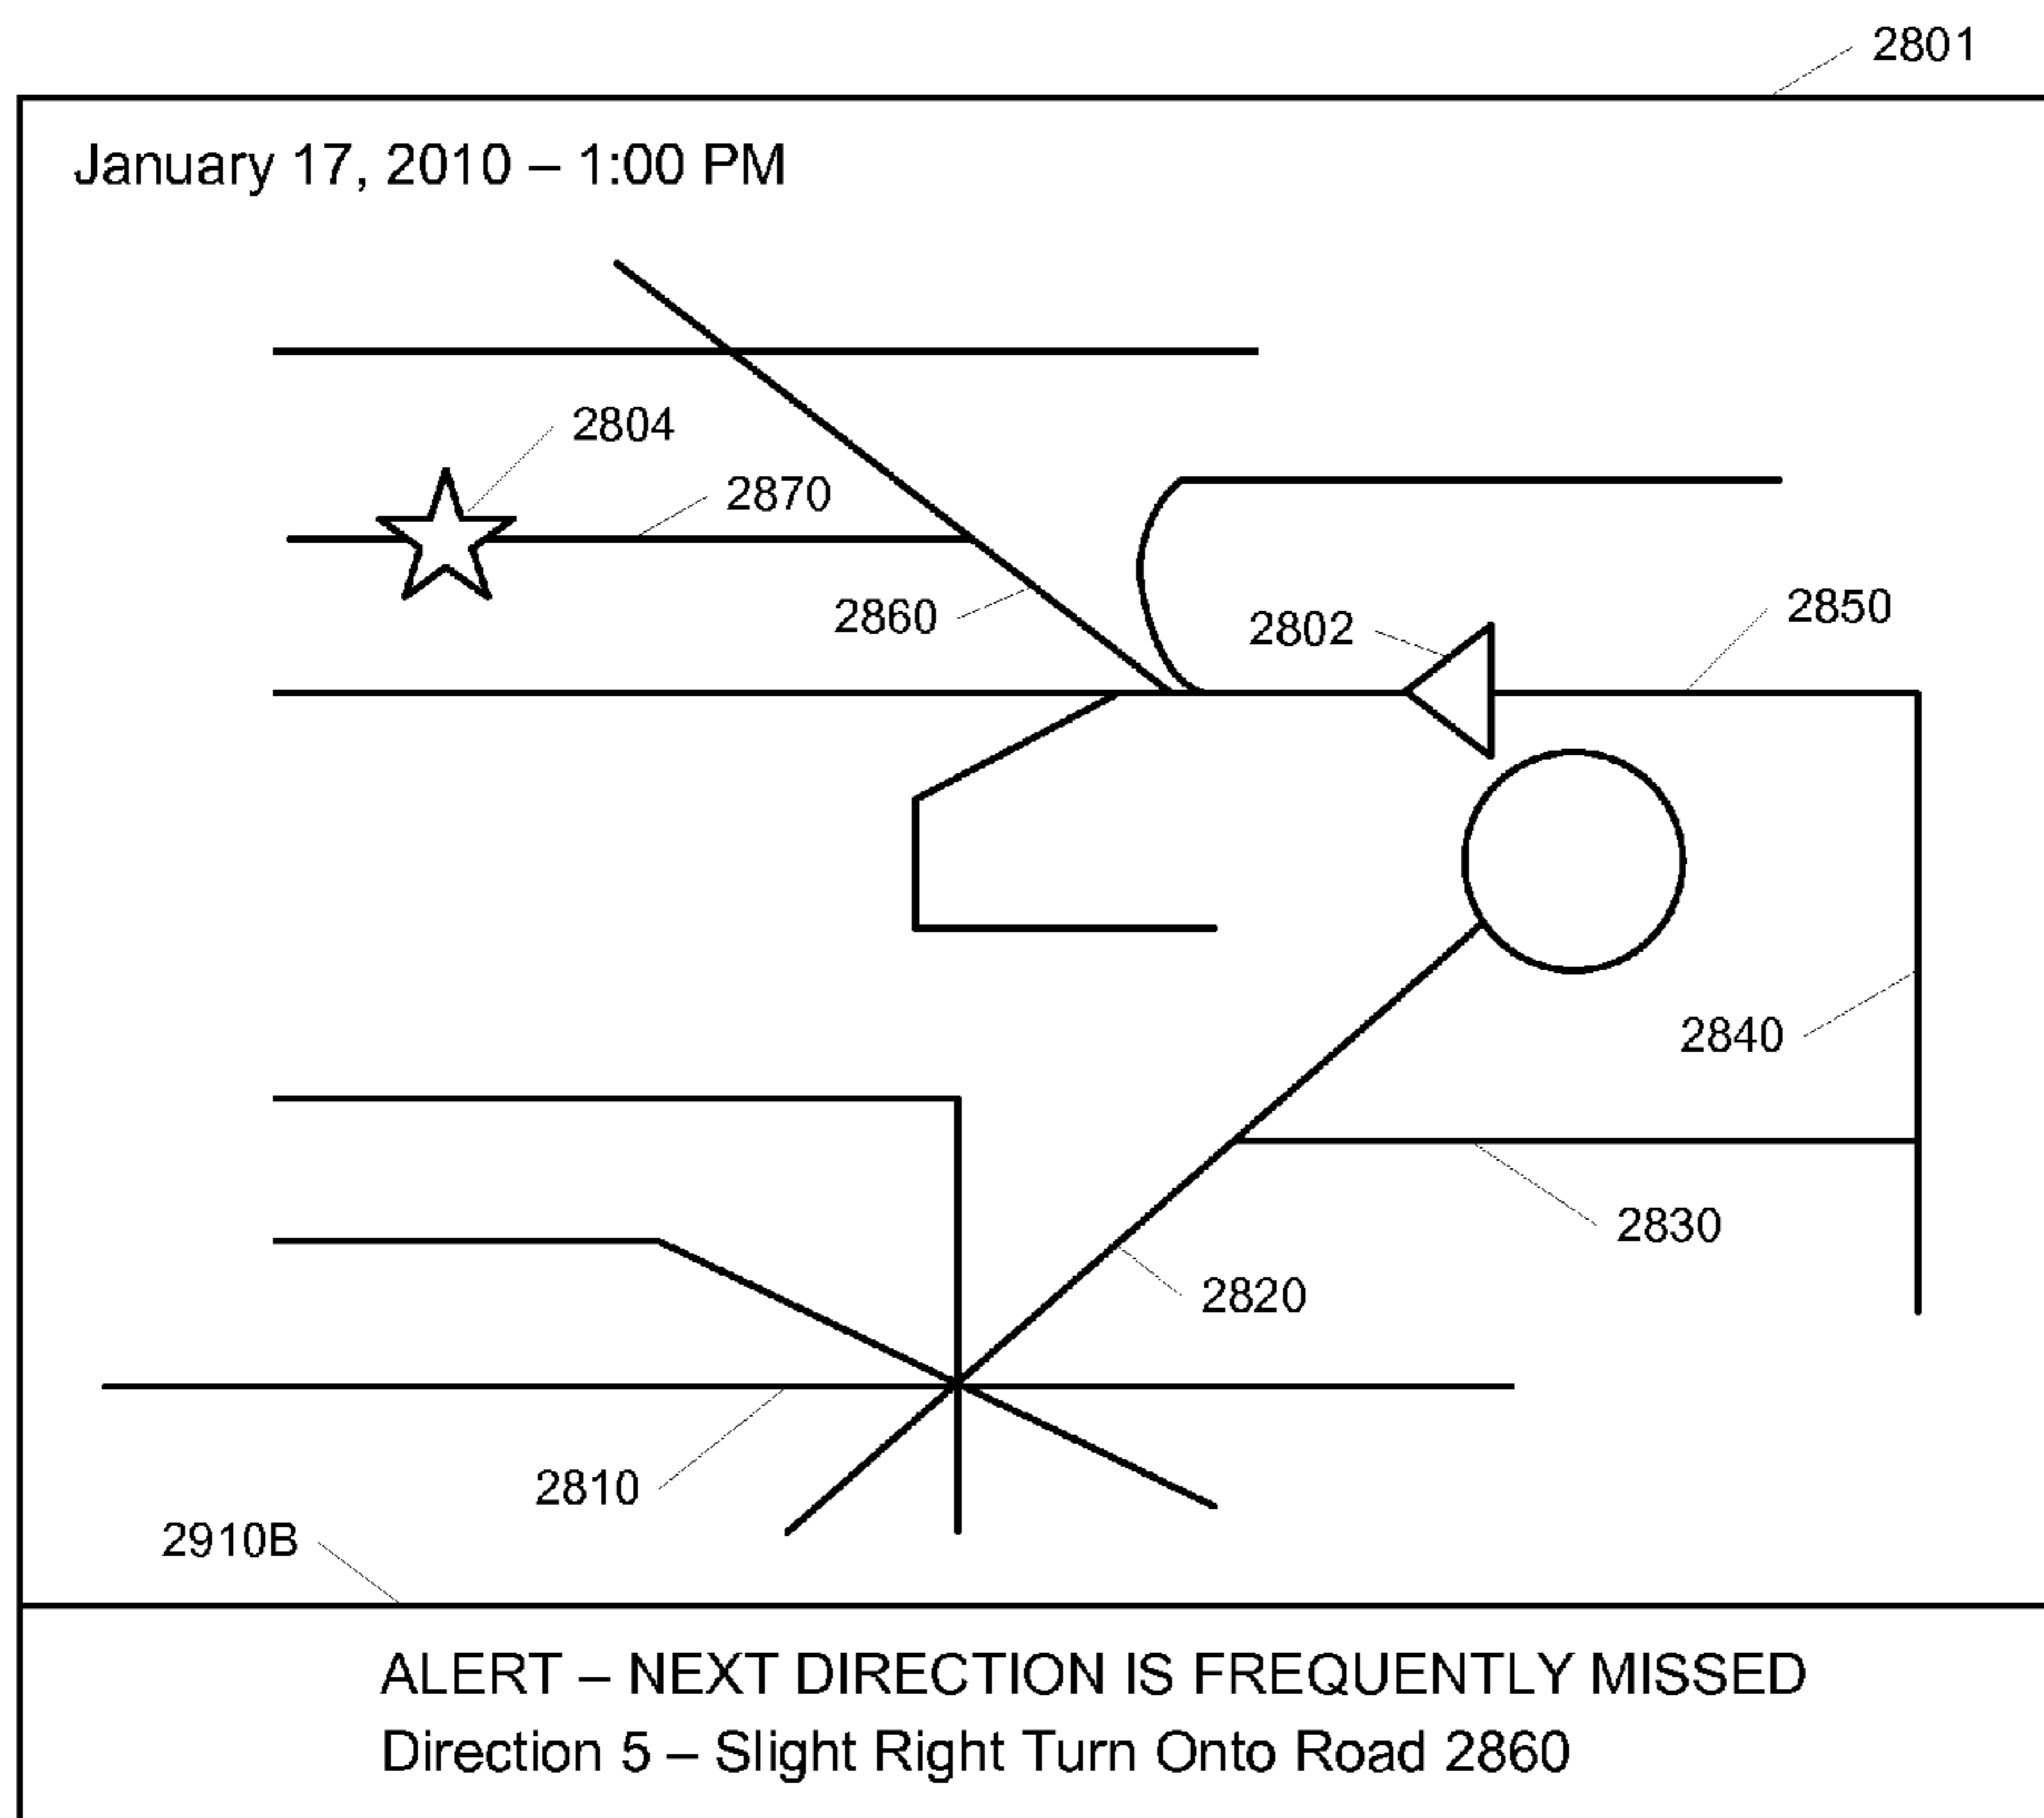 2801
January 17, 2010 – 1:00 PM
2804
2870
2860
2802
2850
2840
2830
2820
2810
2910B
ALERT – NEXT DIRECTION IS FREQUENTLY MISSED
Direction 5 – Slight Right Turn Onto Road 2860